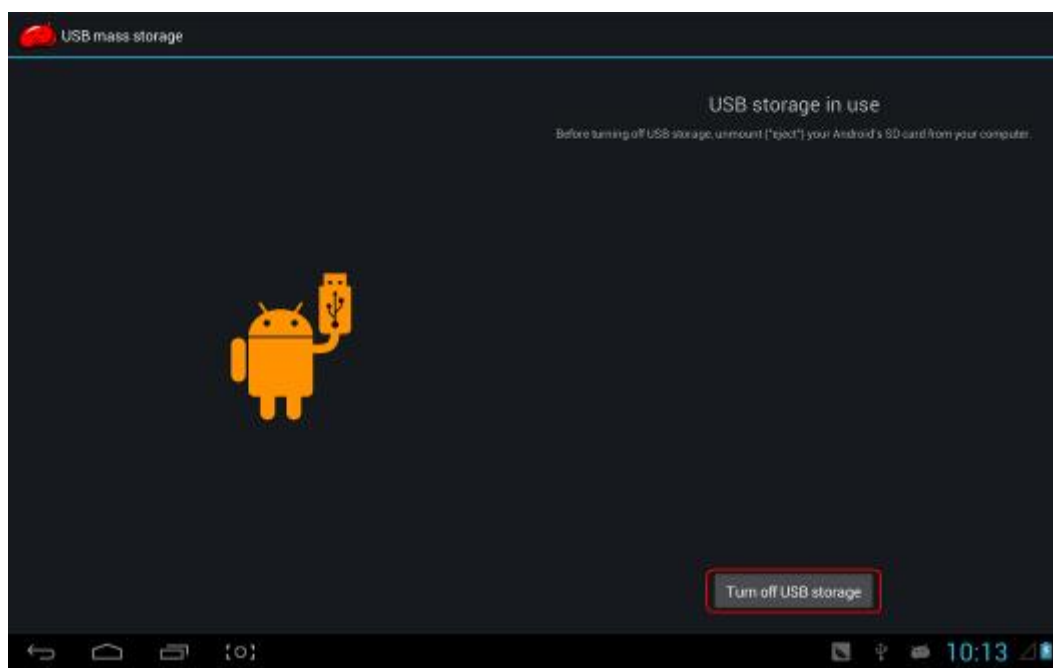 USB mass storage
USB storage in use
Before turning off USB storage, unmount ("eject") your Android's SD card from your computer.
Turn off USB storage
10:13